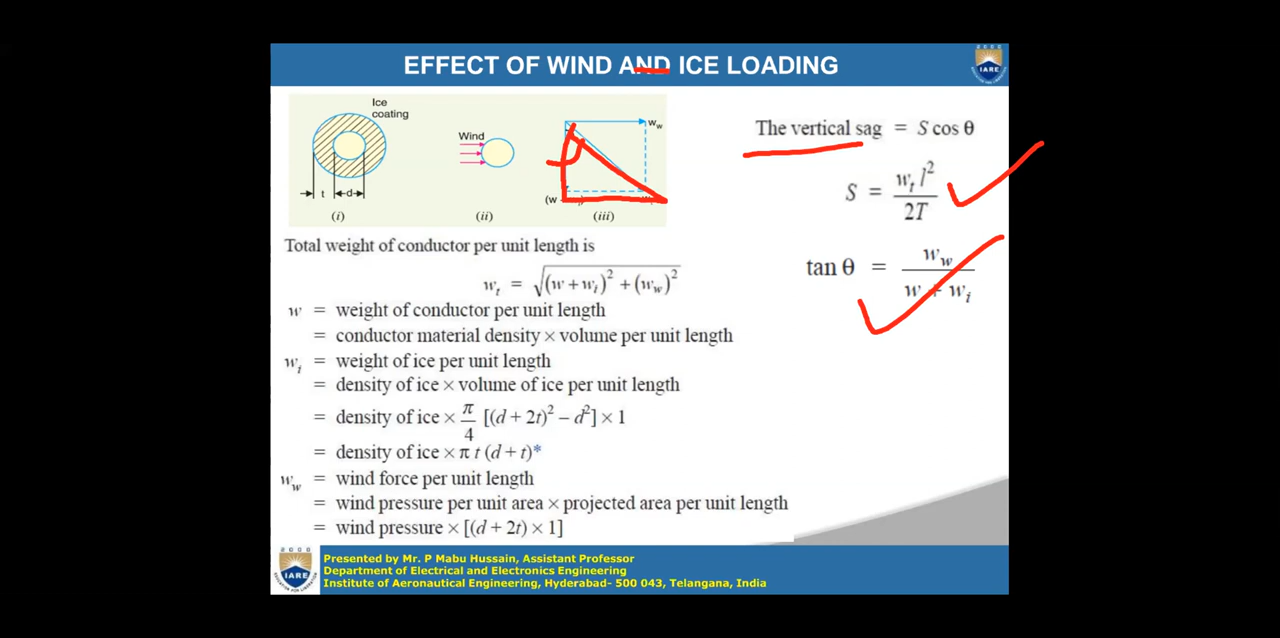 EFFECT OF WIND AND ICE LOADING
IARE
Ice
coating
t d
(i)
Wind
(ii)
w_w
(w
(iii)
The vertical sag = S cos θ
S = w_t l² / 2T
tan θ = w_w / w + w_i
Total weight of conductor per unit length is
w_t = √(w + w_i)² + (w_w)²
w = weight of conductor per unit length
= conductor material density × volume per unit length
w_i = weight of ice per unit length
= density of ice × volume of ice per unit length
= density of ice × π/4 [(d + 2t)² − d²] × 1
= density of ice × π t (d + t)*
w_w = wind force per unit length
= wind pressure per unit area × projected area per unit length
= wind pressure × [(d + 2t) × 1]
IARE
Presented by Mr. P Mabu Hussain, Assistant Professor
Department of Electrical and Electronics Engineering
Institute of Aeronautical Engineering, Hyderabad- 500 043, Telangana, India